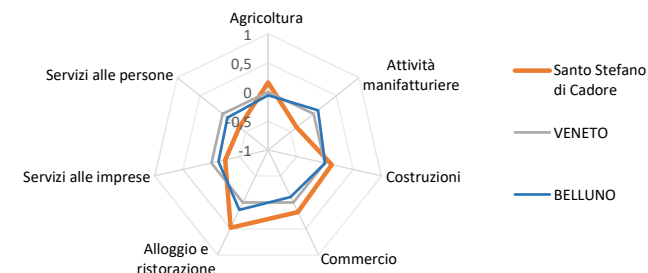 Agricoltura
1
0,5
0
-0,5
-1
Attività
manifatturiere
Costruzioni
Commercio
Alloggio e
ristorazione
Servizi alle imprese
Servizi alle persone
Santo Stefano
di Cadore
VENETO
BELLUNO